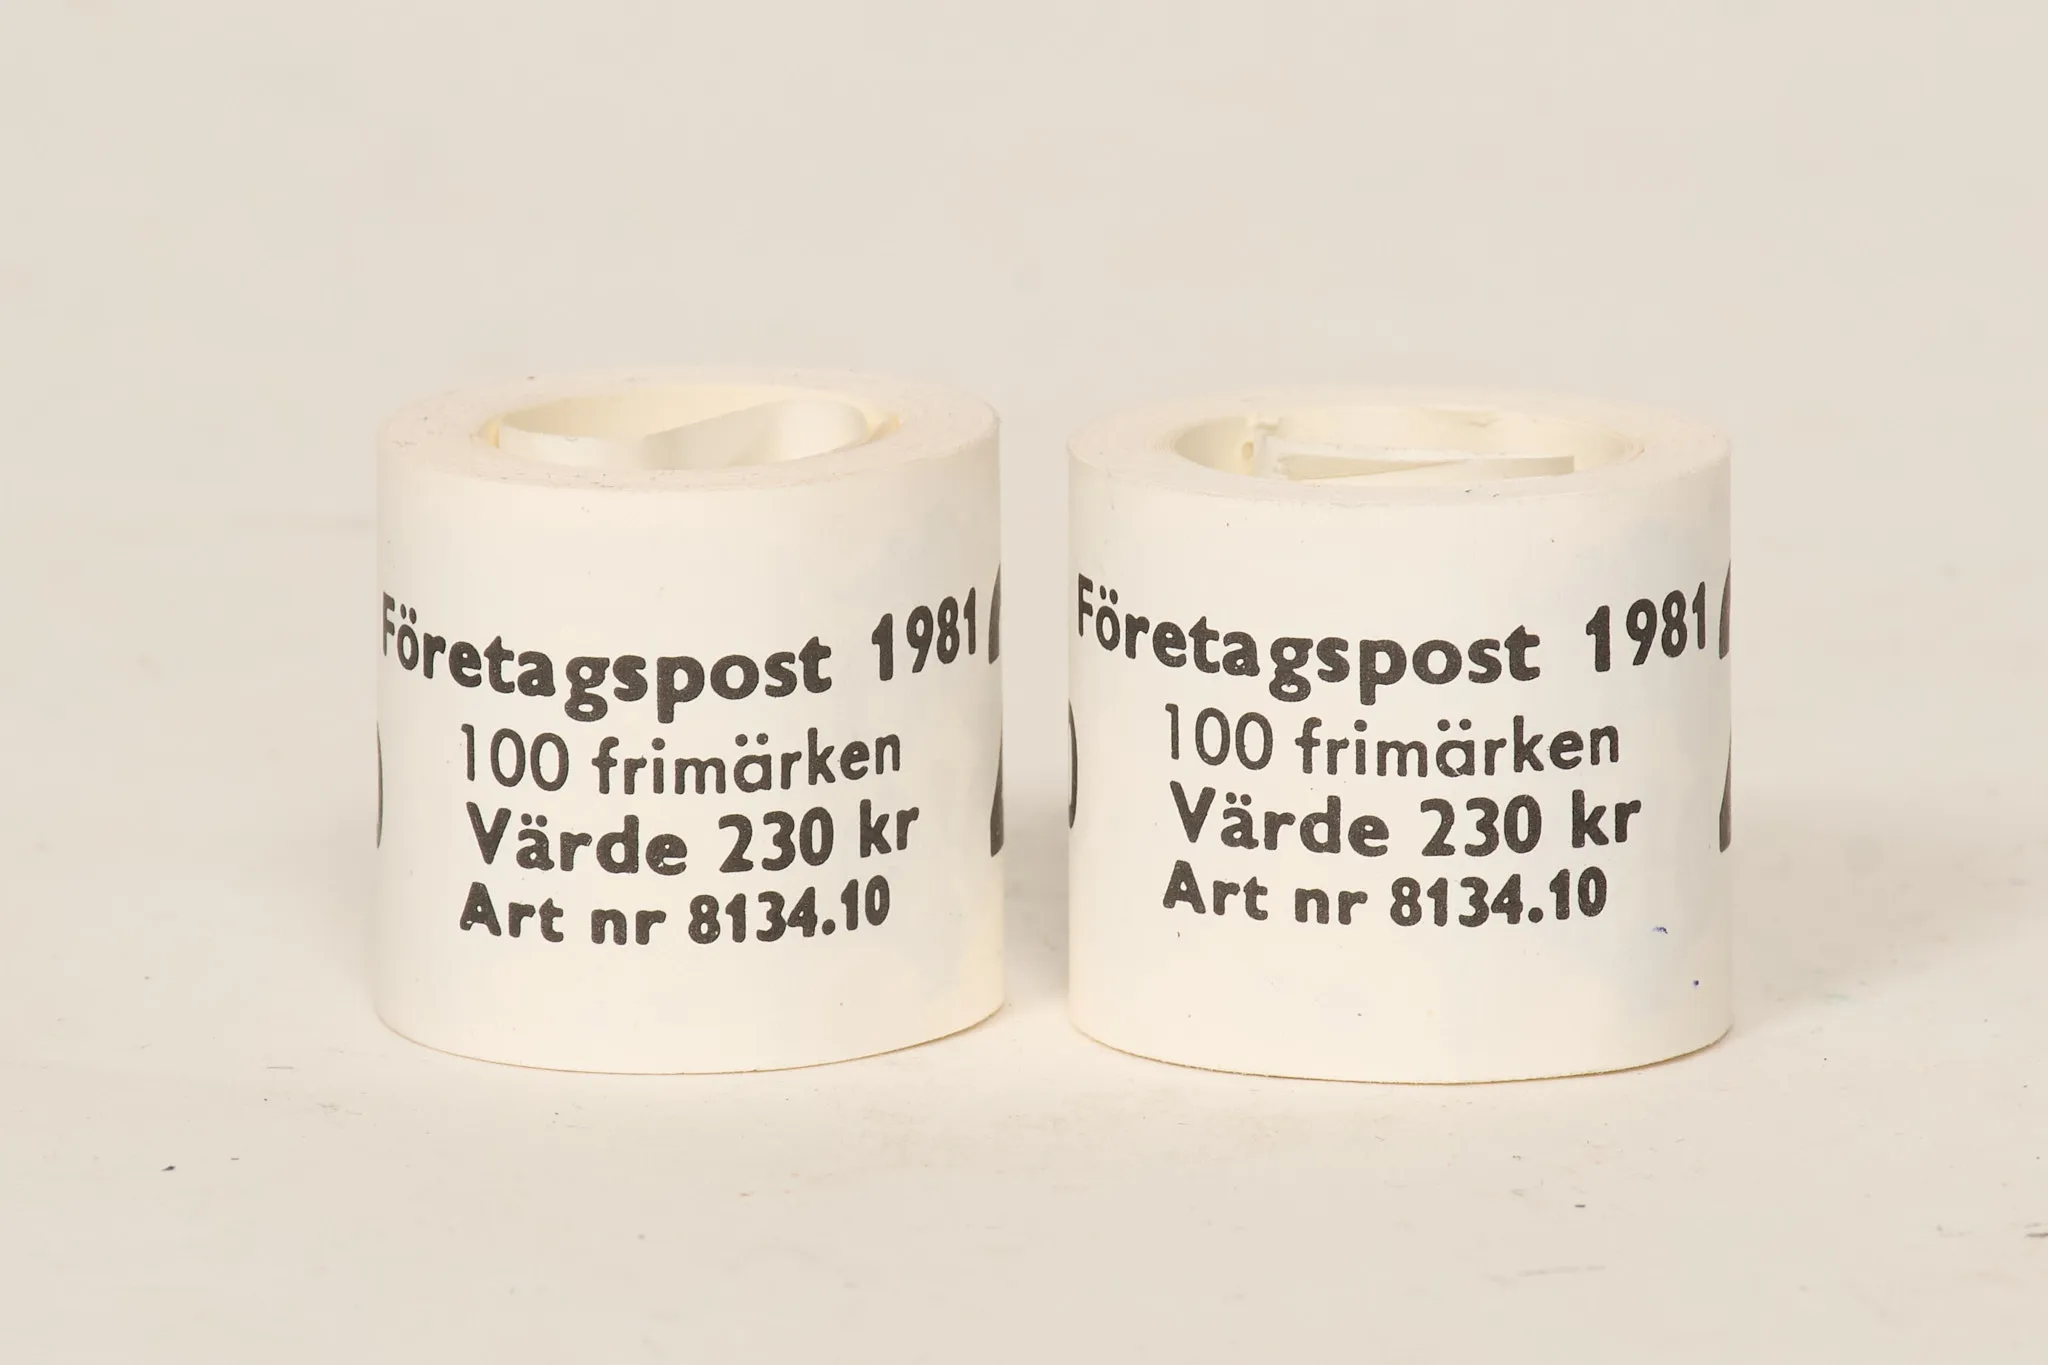 Företagspost 1981
100 frimärken
Värde 230 kr
Art nr 8134.10
Företagspost 1981
100 frimärken
Värde 230 kr
Art nr 8134.10